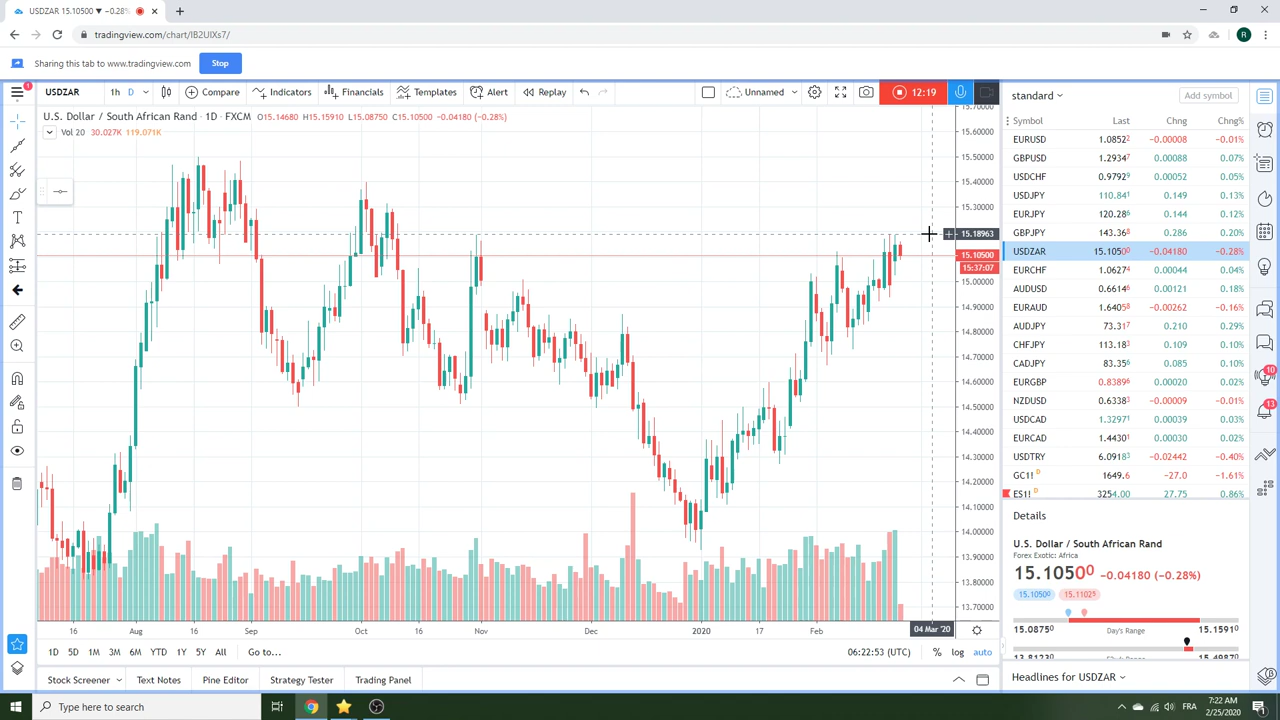 USDZAR 15.10500 ▼ −0.28%
tradingview.com/chart/IB2UIXs7/
R
Sharing this tab to www.tradingview.com
Stop
1
USDZAR 1h D Compare Indicators Financials Templates Alert Replay Unnamed 12:19
U.S. Dollar / South African Rand · 1D · FXCM O15.14680 H15.15910 L15.08750 C15.10500 −0.04180 (−0.28%)
Vol 20 30.027K 119.071K
15.70000
15.60000
15.50000
15.40000
15.30000
15.18963
15.10500
15:37:07
15.00000
14.90000
14.80000
14.70000
14.60000
14.50000
14.40000
14.30000
14.20000
14.10000
14.00000
13.90000
13.80000
13.70000
16 Aug 16 Sep Oct 16 Nov Dec 2020 17 Feb 04 Mar '20
1D 5D 1M 3M 6M YTD 1Y 5Y All Go to... 06:22:53 (UTC) % log auto
Stock Screener Text Notes Pine Editor Strategy Tester Trading Panel
standard Add symbol
Symbol Last Chng Chng%
EURUSD 1.0852 −0.00008 −0.01%
GBPUSD 1.2934 0.00088 0.07%
USDCHF 0.9792 0.00052 0.05%
USDJPY 110.84 0.149 0.13%
EURJPY 120.28 0.144 0.12%
GBPJPY 143.36 0.286 0.20%
USDZAR 15.1050 −0.04180 −0.28%
EURCHF 1.0627 0.00044 0.04%
AUDUSD 0.6614 0.00121 0.18%
EURAUD 1.6405 −0.00262 −0.16%
AUDJPY 73.31 0.210 0.29%
CHFJPY 113.18 0.109 0.10%
CADJPY 83.35 0.085 0.10%
EURGBP 0.8389 0.00020 0.02%
NZDUSD 0.6338 −0.00009 −0.01%
USDCAD 1.3297 0.00039 0.03%
EURCAD 1.4430 0.00030 0.02%
USDTRY 6.0918 −0.02442 −0.40%
GC1! D 1649.6 −27.0 −1.61%
ES1! D 3254.00 27.75 0.86%
10
13
Details
U.S. Dollar / South African Rand
Forex Exotic: Africa
15.10500 −0.04180 (−0.28%)
15.10500 15.11025
15.08750 Day's Range 15.15910
Headlines for USDZAR
Type here to search
FRA
7:22 AM
2/25/2020
1